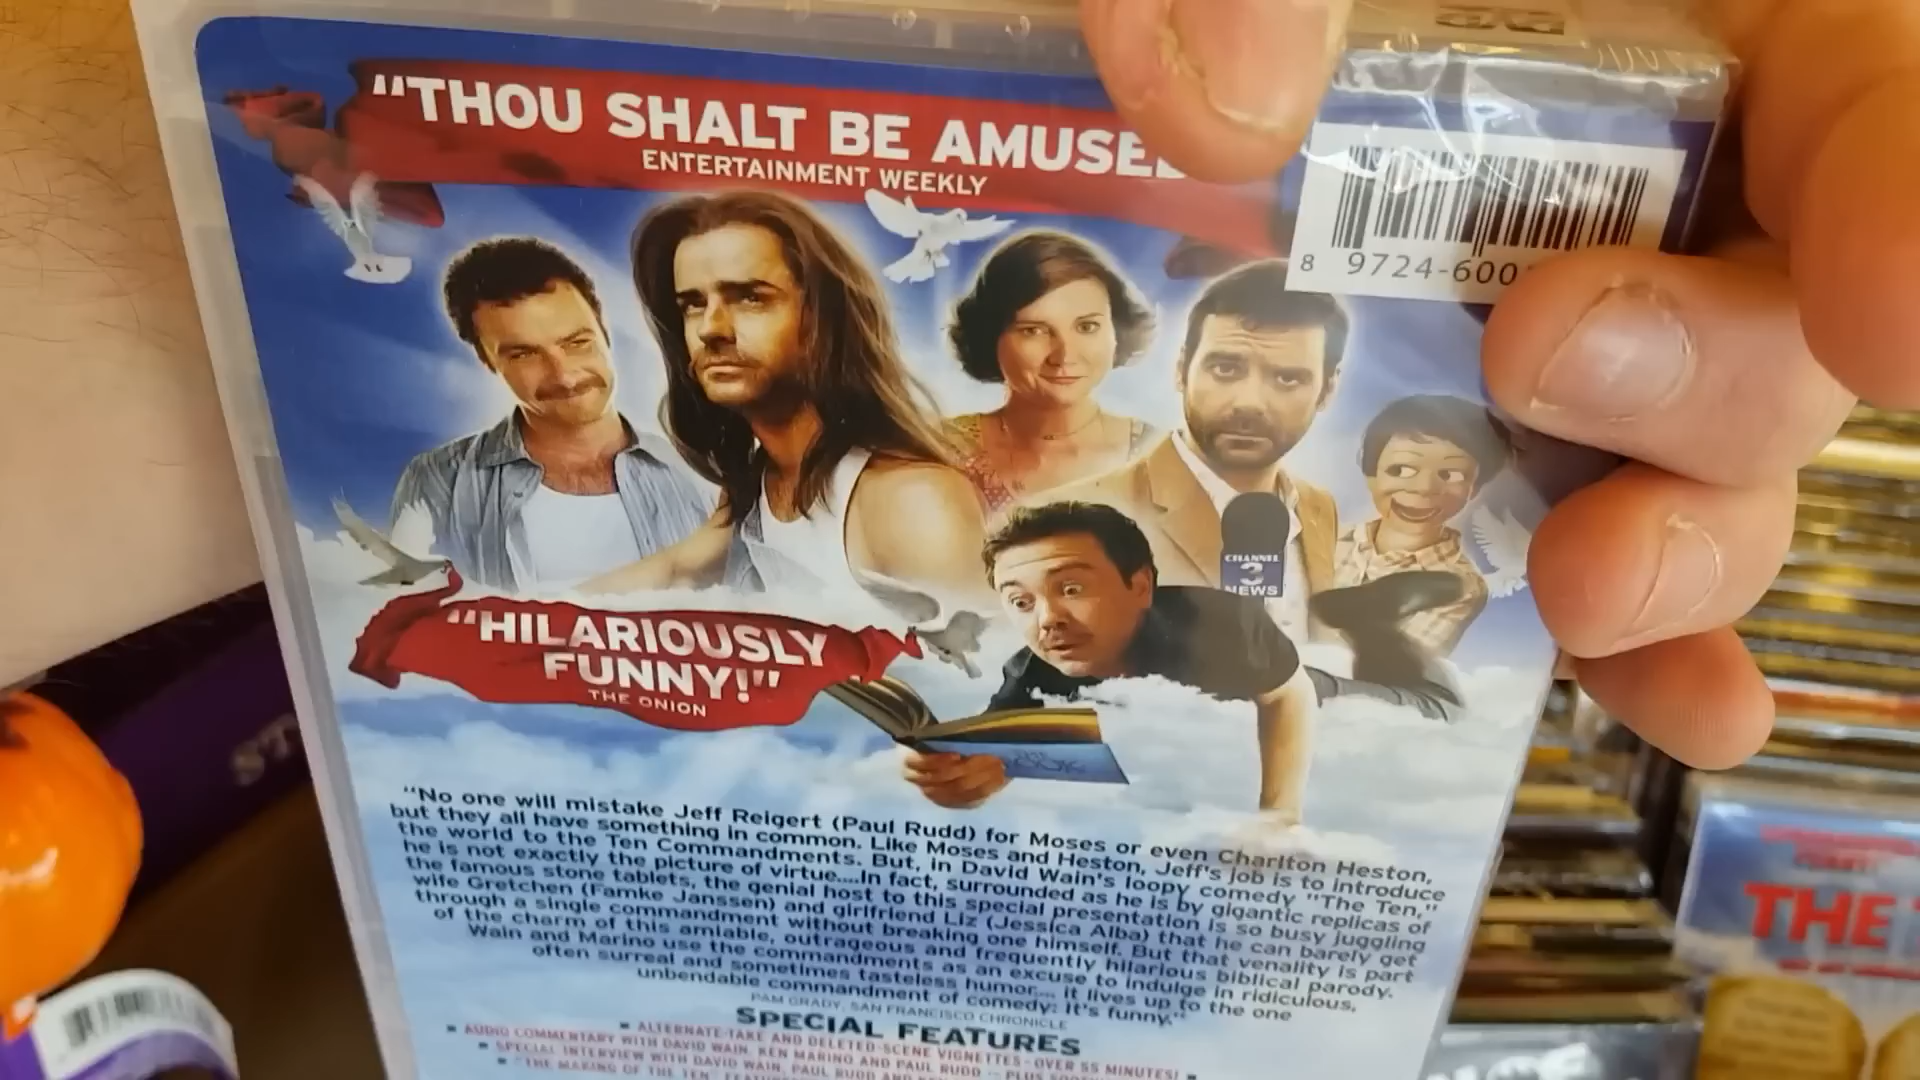 "THOU SHALT BE AMUSE
ENTERTAINMENT WEEKLY
8 9724-600
CHANNEL
3
NEWS
"HILARIOUSLY
FUNNY!"
THE ONION
"No one will mistake Jeff Reigert (Paul Rudd) for Moses or even Charlton Heston,
but they all have something in common. Like Moses and Heston, Jeff's job is to introduce
the world to the Ten Commandments. But, in David Wain's loopy comedy "The Ten,"
he is not exactly the picture of virtue....In fact, surrounded as he is by gigantic replicas of
the famous stone tablets, the genial host to this special presentation is so busy juggling
wife Gretchen (Famke Janssen) and girlfriend Liz (Jessica Alba) that he can barely get
through a single commandment without breaking one himself. But that venality is part
of the charm of this amiable, outrageous and frequently hilarious biblical parody.
Wain and Marino use the commandments as an excuse to indulge in ridiculous,
often surreal and sometimes tasteless humor... it lives up to the one
unbendable commandment of comedy: it's funny."
PAM GRADY, SAN FRANCISCO CHRONICLE
SPECIAL FEATURES
■ ALTERNATE-TAKE AND DELETED-SCENE VIGNETTES - OVER 55 MINUTES!
■ AUDIO COMMENTARY WITH DAVID WAIN, KEN MARINO AND PAUL RUDD
■ SPECIAL INTERVIEW WITH DAVID WAIN, PAUL RUDD AND
■ "THE MAKING OF THE TEN"
THE